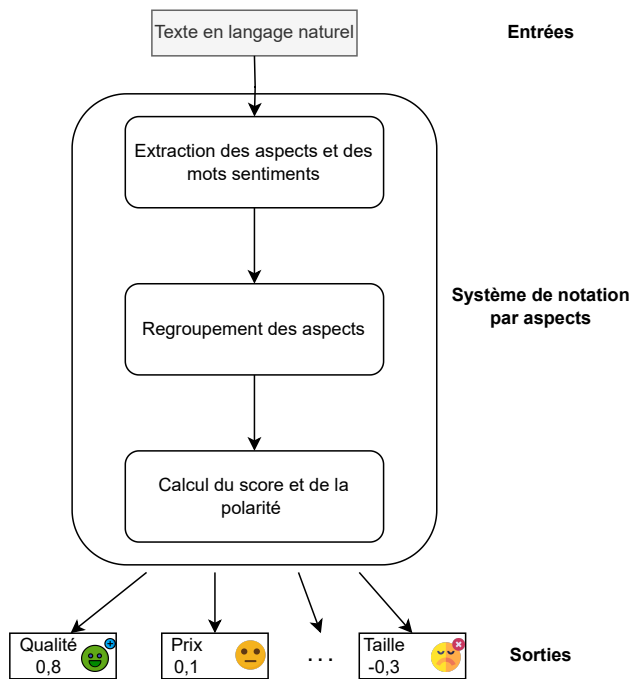 Texte en langage naturel
Entrées
Extraction des aspects et des
mots sentiments
Regroupement des aspects
Système de notation
par aspects
Calcul du score et de la
polarité
Qualité
0,8
Prix
0,1
...
Taille
-0,3
Sorties